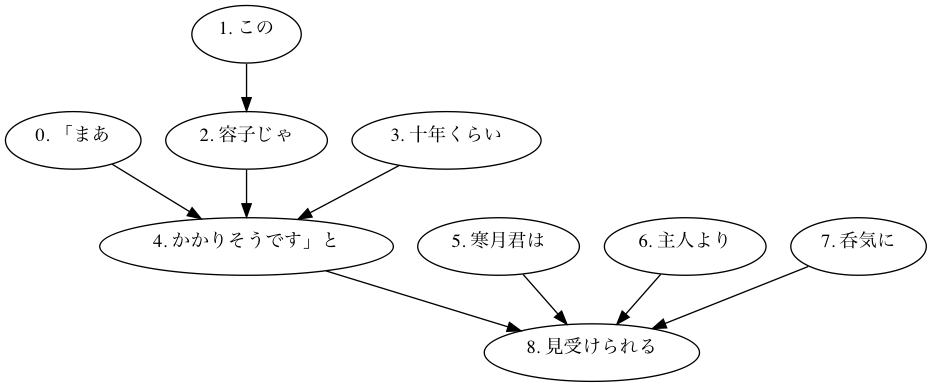 1. この
0. 「まあ
2. 容子じゃ
3. 十年くらい
4. かかりそうです」と
5. 寒月君は
6. 主人より
7. 呑気に
8. 見受けられる